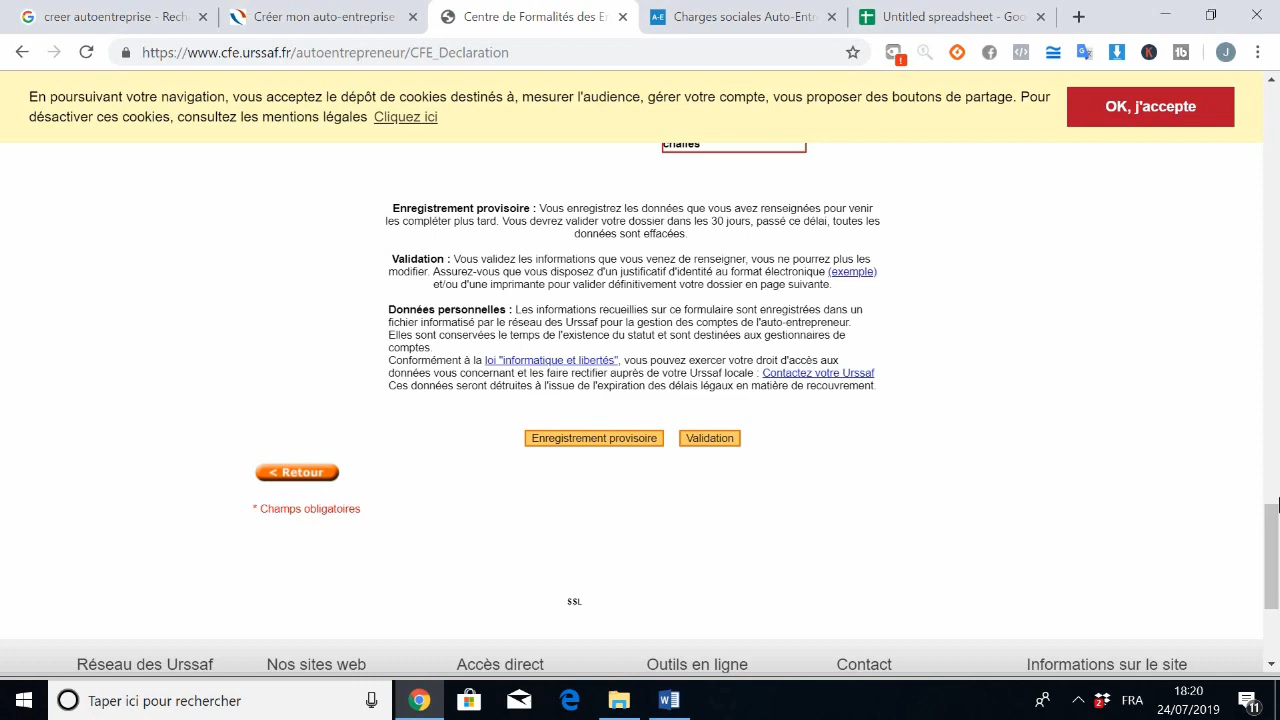 creer autoentreprise - Rech
Créer mon auto-entreprise
Centre de Formalités des Er
Charges sociales Auto-Entr
Untitled spreadsheet - Goo
https://www.cfe.urssaf.fr/autoentrepreneur/CFE_Declaration
J
En poursuivant votre navigation, vous acceptez le dépôt de cookies destinés à, mesurer l'audience, gérer votre compte, vous proposer des boutons de partage. Pour
désactiver ces cookies, consultez les mentions légales Cliquez ici
OK, j'accepte
Enregistrement provisoire : Vous enregistrez les données que vous avez renseignées pour venir
les compléter plus tard. Vous devrez valider votre dossier dans les 30 jours, passé ce délai, toutes les
données sont effacées.
Validation : Vous validez les informations que vous venez de renseigner, vous ne pourrez plus les
modifier. Assurez-vous que vous disposez d'un justificatif d'identité au format électronique (exemple)
et/ou d'une imprimante pour valider définitivement votre dossier en page suivante.
Données personnelles : Les informations recueillies sur ce formulaire sont enregistrées dans un
fichier informatisé par le réseau des Urssaf pour la gestion des comptes de l'auto-entrepreneur.
Elles sont conservées le temps de l'existence du statut et sont destinées aux gestionnaires de
comptes.
Conformément à la loi "informatique et libertés", vous pouvez exercer votre droit d'accès aux
données vous concernant et les faire rectifier auprès de votre Urssaf locale : Contactez votre Urssaf
Ces données seront détruites à l'issue de l'expiration des délais légaux en matière de recouvrement.
Enregistrement provisoire Validation
< Retour
* Champs obligatoires
SSL
Réseau des Urssaf Nos sites web Accès direct Outils en ligne Contact Informations sur le site
Taper ici pour rechercher
FRA
18:20
24/07/2019
11